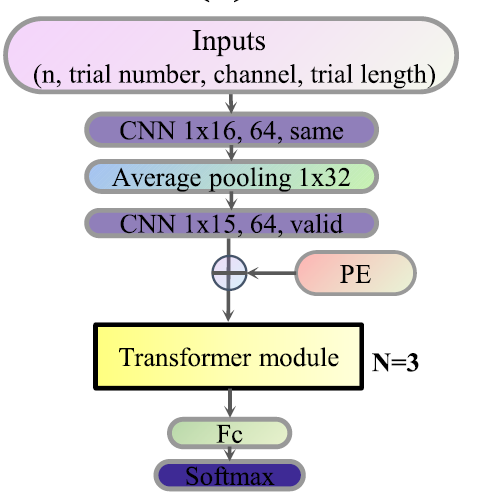 Inputs
(n, trial number, channel, trial length)
CNN 1x16, 64, same
Average pooling 1x32
CNN 1x15, 64, valid
PE
Transformer module
N=3
Fc
Softmax